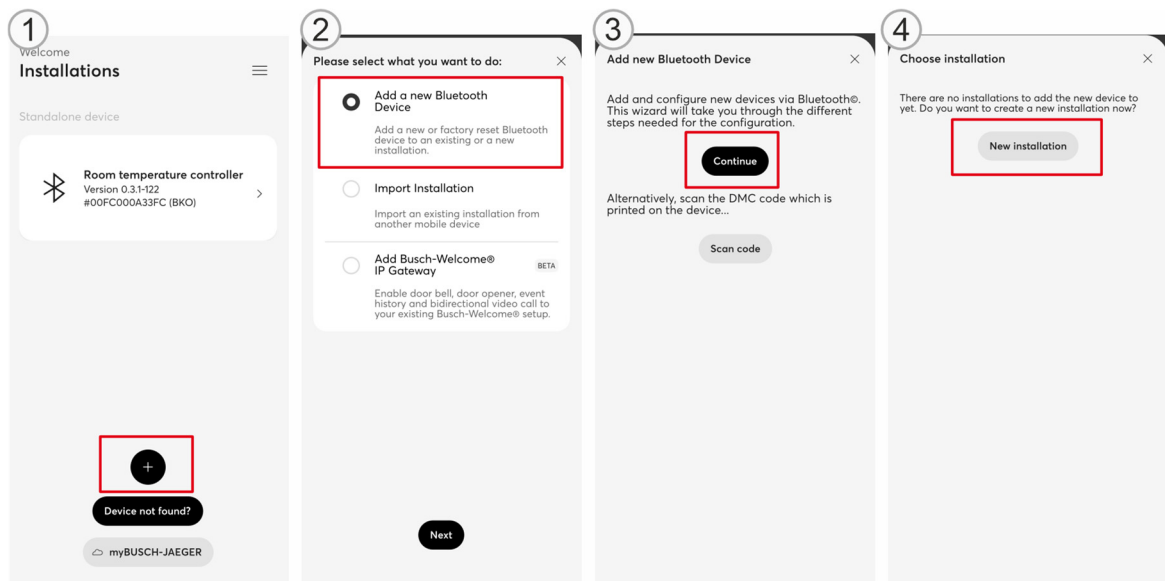 1
Welcome
Installations
Standalone device
Room temperature controller
Version 0.3.1-122
#00FC000A33FC (BKO)
+
Device not found?
myBUSCH-JAEGER
2
Please select what you want to do:
Add a new Bluetooth
Device
Add a new or factory reset Bluetooth
device to an existing or a new
installation.
Import Installation
Import an existing installation from
another mobile device
Add Busch-Welcome®
IP Gateway
BETA
Enable door bell, door opener, event
history and bidirectional video call to
your existing Busch-Welcome® setup.
Next
3
Add new Bluetooth Device
Add and configure new devices via Bluetooth©.
This wizard will take you through the different
steps needed for the configuration.
Continue
Alternatively, scan the DMC code which is
printed on the device...
Scan code
4
Choose installation
There are no installations to add the new device to
yet. Do you want to create a new installation now?
New installation